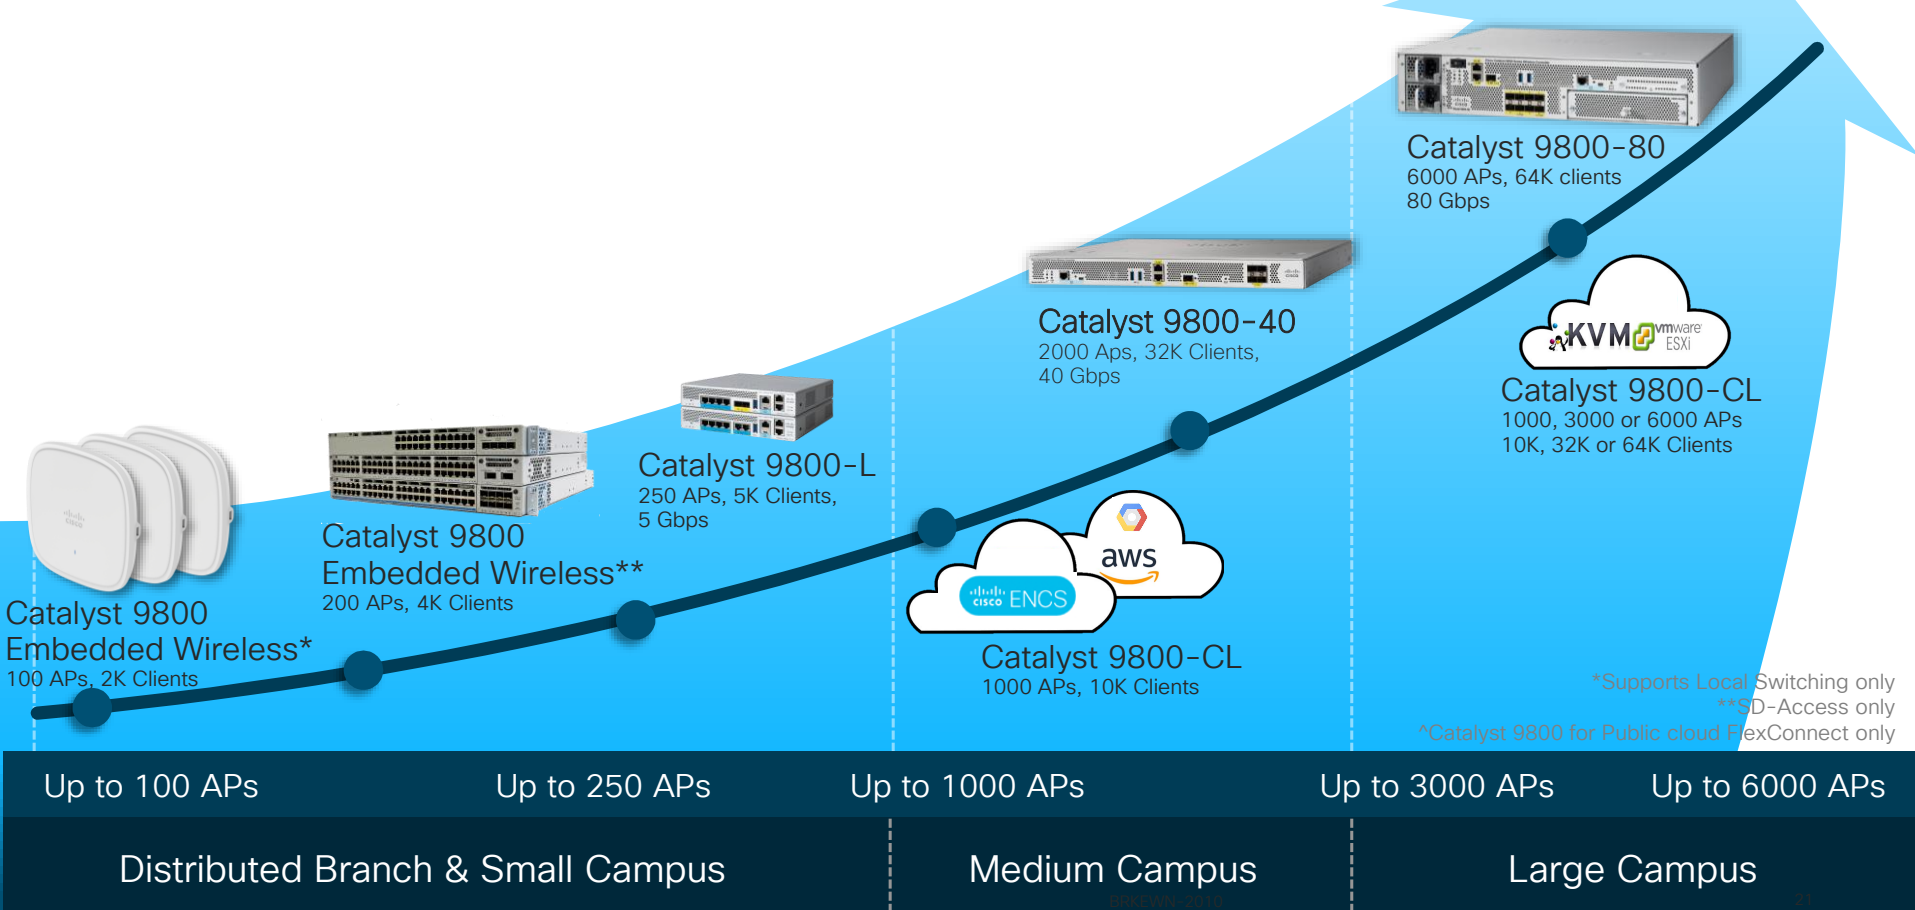 Catalyst 9800-80
6000 APs, 64K clients
80 Gbps
Catalyst 9800-40
2000 Aps, 32K Clients,
40 Gbps
KVM vmware
ESXi
Catalyst 9800-CL
1000, 3000 or 6000 APs
10K, 32K or 64K Clients
Catalyst 9800-L
250 APs, 5K Clients,
5 Gbps
cisco
Catalyst 9800
Embedded Wireless**
200 APs, 4K Clients
aws
cisco ENCS
Catalyst 9800
Embedded Wireless*
100 APs, 2K Clients
Catalyst 9800-CL
1000 APs, 10K Clients
*Supports Local Switching only
**SD-Access only
^Catalyst 9800 for Public cloud FlexConnect only
Up to 100 APs
Up to 250 APs
Up to 1000 APs
Up to 3000 APs
Up to 6000 APs
Distributed Branch & Small Campus
Medium Campus
Large Campus
BRKEWN-2010
21